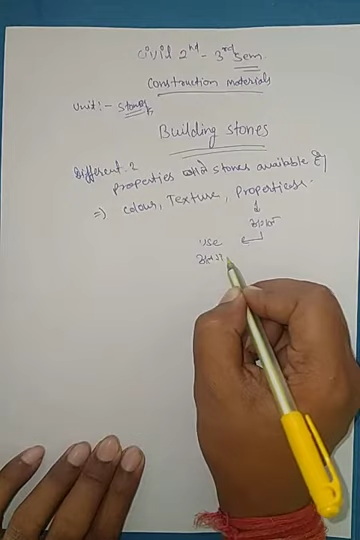 Civil 2nd - 3rd Sem.
Construction materials
Unit:- Stones
Building stones
Different 2
properties stones available
⇒ Colour, Texture, Properties.
use